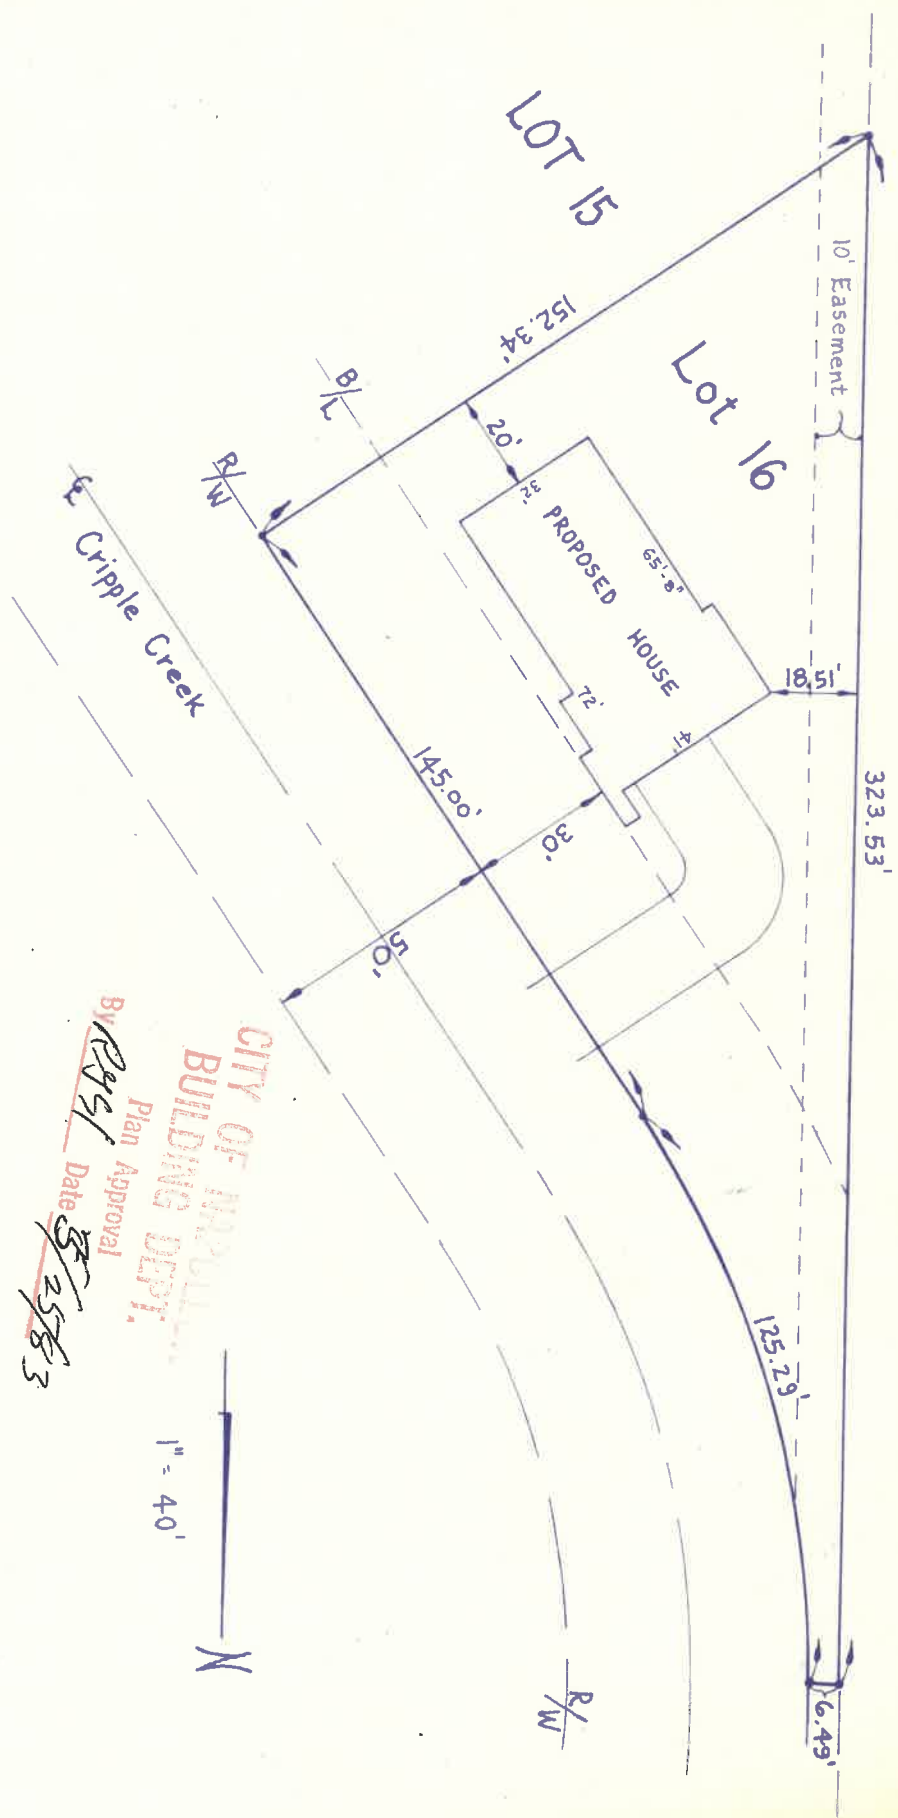 LOT 15
10' Easement
Lot 16
152.34'
B/L
20'
R/W
32'
PROPOSED HOUSE
65'-8"
℄ Cripple Creek
72'
18.51'
323.53'
145.00'
30'
50'
CITY OF
BUILDING DEPT.
Plan Approval
By
Date 25/83
125.29'
1" = 40'
N
R/W
6.49'